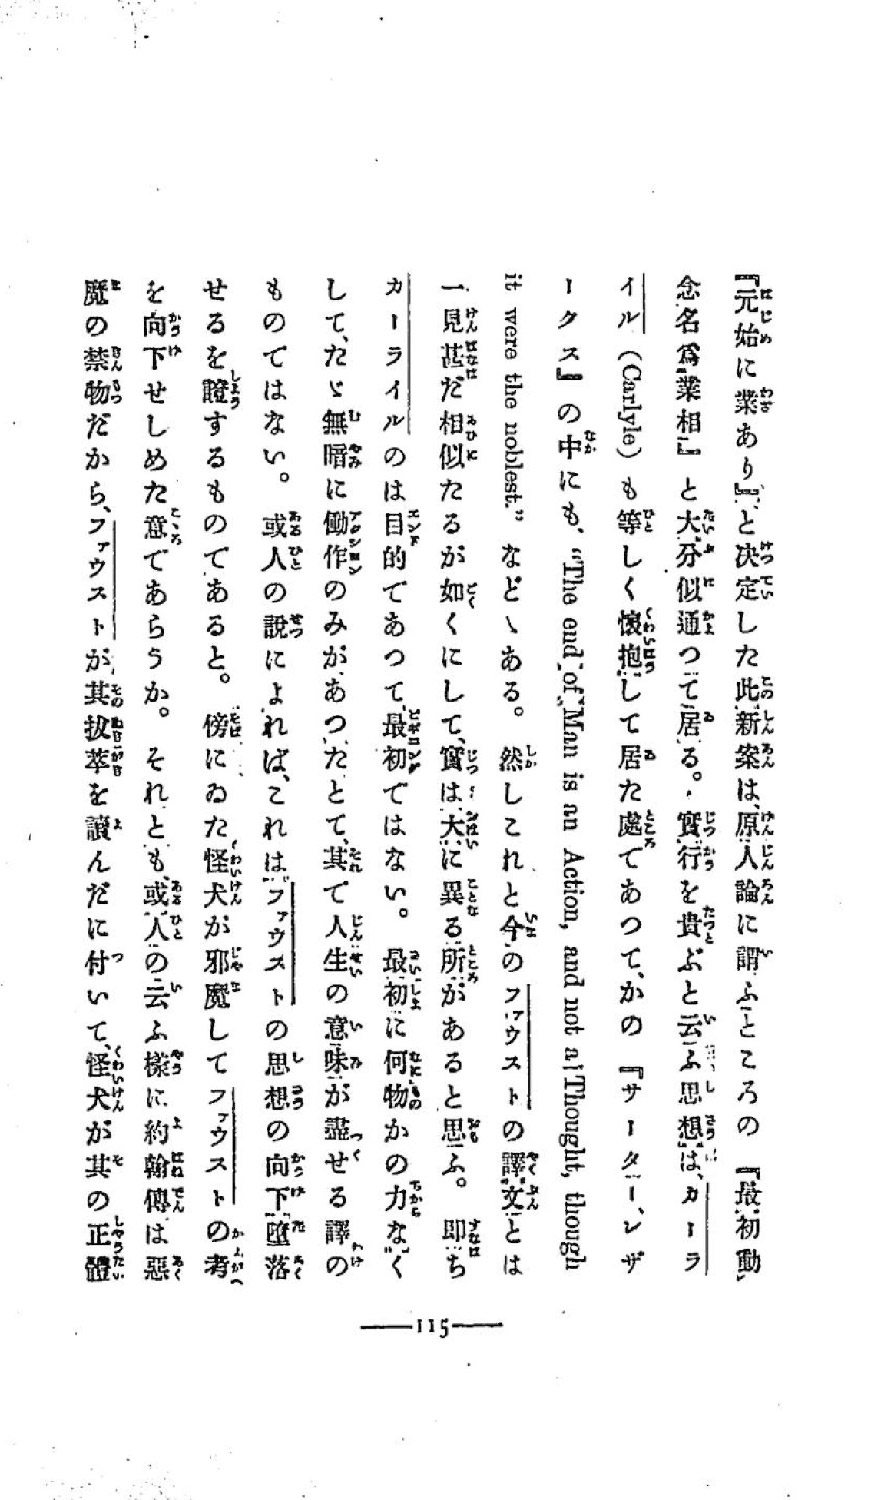 『元始に業あり』と決定した此新案は、原人論に謂ふところの『最初動
念名爲業相』と大分似通つて居る。實行を貴ぶと云ふ思想は、カーラ
イル（Carlyle）も等しく懷抱して居た處であつて、かの『サーター、レザ
ークス』の中にも、“The end of Man is an Action, and not a Thought, though
it were the noblest.” などゝある。然しこれと今のファウストの譯文とは
一見甚だ相似たるが如くにして、實は大に異る所があると思ふ。即ち
カーライルのは目的であつて、最初ではない。最初に何物かの力なく
して、たゞ無暗に働作のみがあつたとて、其で人生の意味が盡せる譯の
ものではない。或人の說によれば、これはファウストの思想の向下墮落
せるを證するものであると。傍にゐた怪犬が邪魔してファウストの考
を向下せしめた意であらうか。それとも、或人の云ふ樣に、約翰傳は惡
魔の禁物だから、ファウストが其拔萃を讀んだに付いて、怪犬が其の正體
115